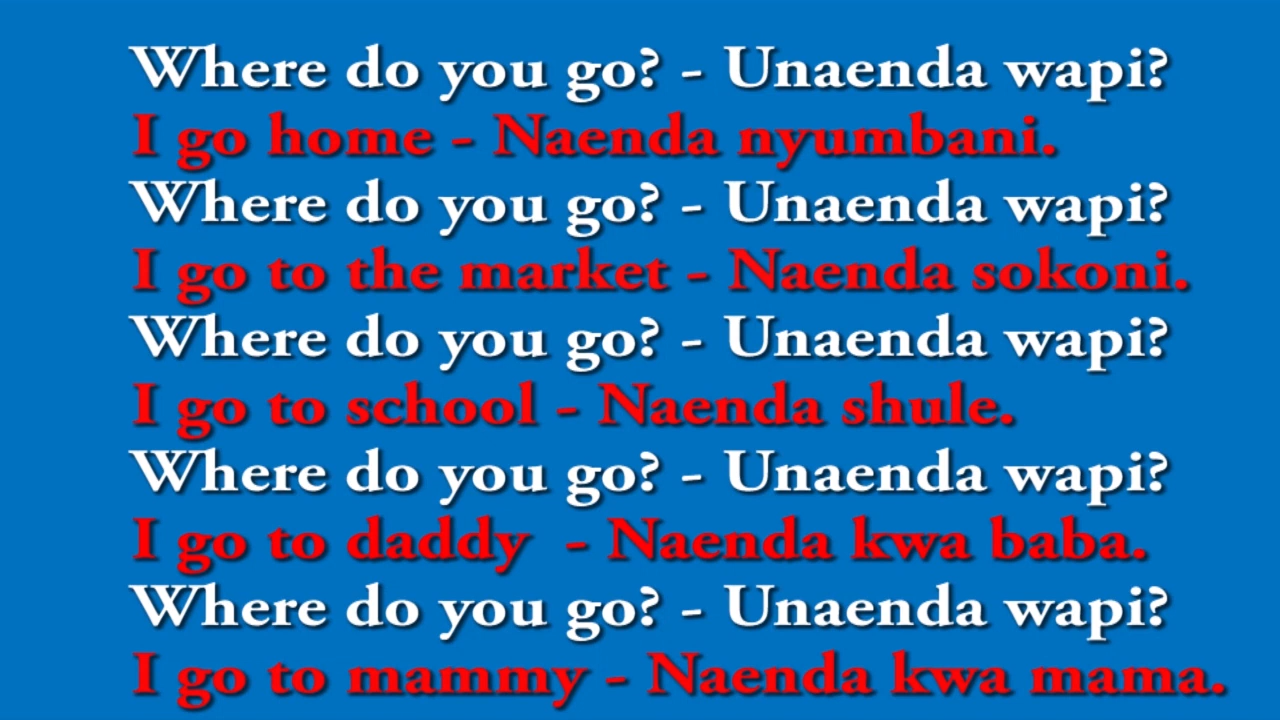 Where do you go? - Unaenda wapi?
I go home - Naenda nyumbani.
Where do you go? - Unaenda wapi?
I go to the market - Naenda sokoni.
Where do you go? - Unaenda wapi?
I go to school - Naenda shule.
Where do you go? - Unaenda wapi?
I go to daddy - Naenda kwa baba.
Where do you go? - Unaenda wapi?
I go to mammy - Naenda kwa mama.